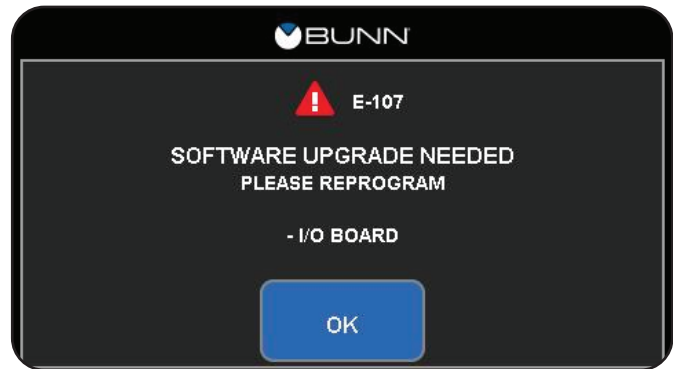 BUNN
E-107
SOFTWARE UPGRADE NEEDED
PLEASE REPROGRAM
- I/O BOARD
OK